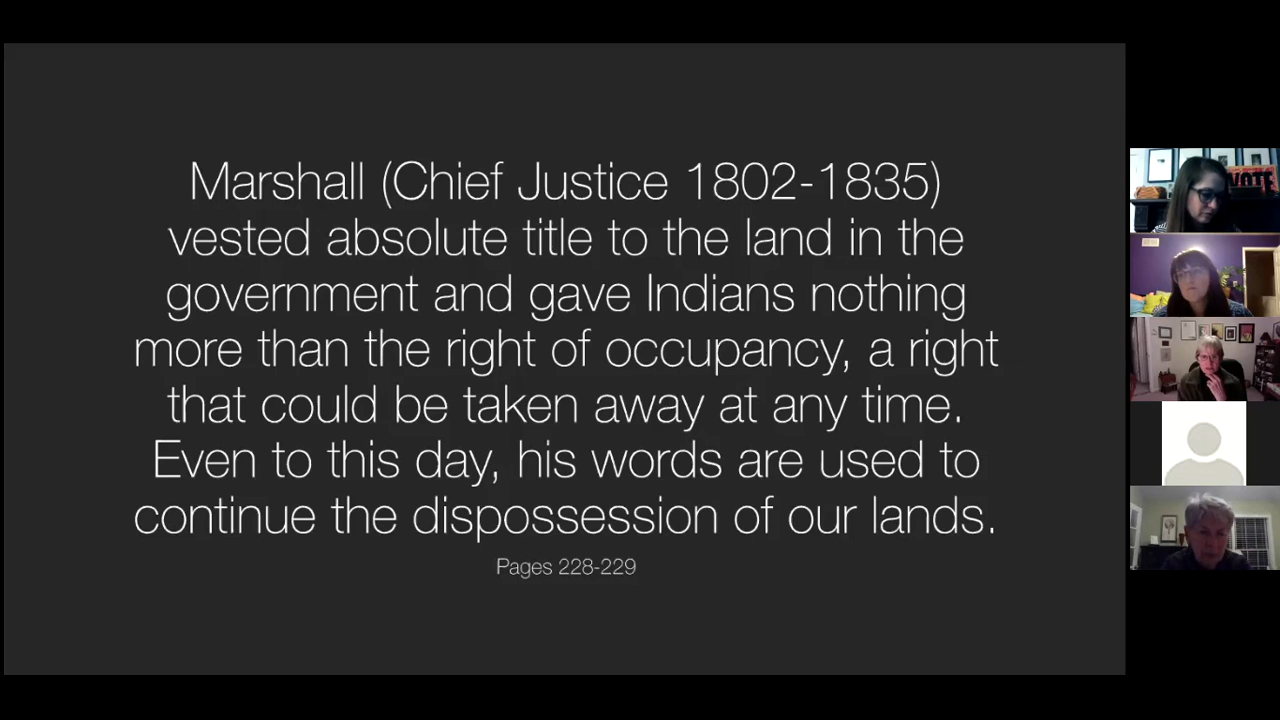 Marshall (Chief Justice 1802-1835)
vested absolute title to the land in the
government and gave Indians nothing
more than the right of occupancy, a right
that could be taken away at any time.
Even to this day, his words are used to
continue the dispossession of our lands.
Pages 228-229
VOTE